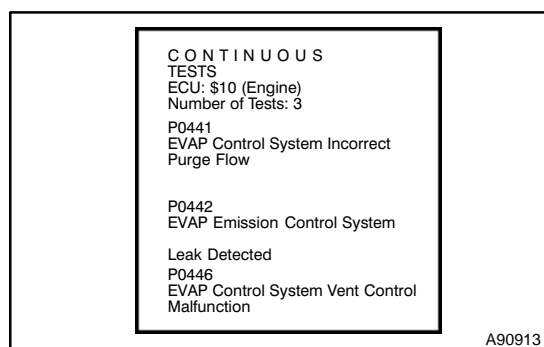 C O N T I N U O U S
TESTS
ECU: $10 (Engine)
Number of Tests: 3
P0441
EVAP Control System Incorrect
Purge Flow
P0442
EVAP Emission Control System
Leak Detected
P0446
EVAP Control System Vent Control
Malfunction
A90913